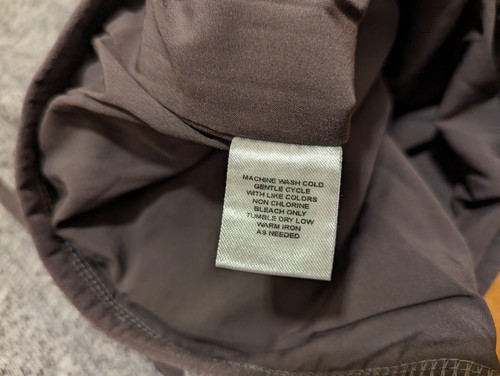 MACHINE WASH COLD
GENTLE CYCLE
WITH LIKE COLORS
NON CHLORINE
BLEACH ONLY
TUMBLE DRY LOW
WARM IRON
AS NEEDED